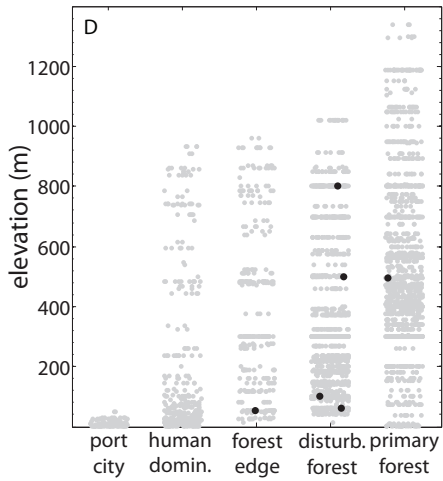 D
elevation (m)
1200
1000
800
600
400
200
port city
human domin.
forest edge
disturb. forest
primary forest